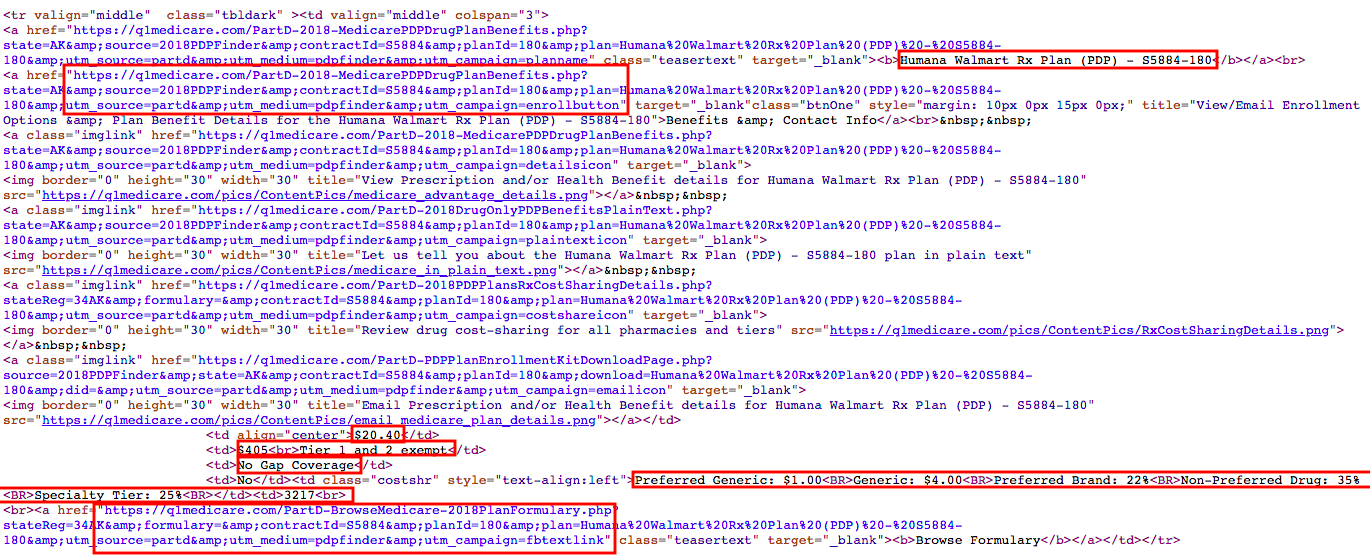 <tr valign="middle"  class="tbldark" ><td valign="middle" colspan="3">
<a href="https://q1medicare.com/PartD-2018-MedicarePDPDrugPlanBenefits.php?
state=AK&amp;source=2018PDPFinder&amp;contractId=S5884&amp;planId=180&amp;plan=Humana%20Walmart%20Rx%20Plan%20(PDP)%20-%20S5884-
180&amp;utm_source=partd&amp;utm_medium=pdpfinder&amp;utm_campaign=planname" class="teasertext" target="_blank"><b>Humana Walmart Rx Plan (PDP) - S5884-180</b></a><br>
<a href="https://q1medicare.com/PartD-2018-MedicarePDPDrugPlanBenefits.php?
state=AK&amp;source=2018PDPFinder&amp;contractId=S5884&amp;planId=180&amp;plan=Humana%20Walmart%20Rx%20Plan%20(PDP)%20-%20S5884-
180&amp;utm_source=partd&amp;utm_medium=pdpfinder&amp;utm_campaign=enrollbutton" target="_blank"class="btnOne" style="margin: 10px 0px 15px 0px;" title="View/Email Enrollment
Options &amp; Plan Benefit Details for the Humana Walmart Rx Plan (PDP) - S5884-180">Benefits &amp; Contact Info</a><br>&nbsp;&nbsp;
<a class="imglink" href="https://q1medicare.com/PartD-2018-MedicarePDPDrugPlanBenefits.php?
state=AK&amp;source=2018PDPFinder&amp;contractId=S5884&amp;planId=180&amp;plan=Humana%20Walmart%20Rx%20Plan%20(PDP)%20-%20S5884-
180&amp;utm_source=partd&amp;utm_medium=pdpfinder&amp;utm_campaign=detailsicon" target="_blank">
<img border="0" height="30" width="30" title="View Prescription and/or Health Benefit details for Humana Walmart Rx Plan (PDP) - S5884-180"
src="https://q1medicare.com/pics/ContentPics/medicare_advantage_details.png"></a>&nbsp;&nbsp;
<a class="imglink" href="https://q1medicare.com/PartD-2018DrugOnlyPDPBenefitsPlainText.php?
state=AK&amp;source=2018PDPFinder&amp;contractId=S5884&amp;planId=180&amp;plan=Humana%20Walmart%20Rx%20Plan%20(PDP)%20-%20S5884-
180&amp;utm_source=partd&amp;utm_medium=pdpfinder&amp;utm_campaign=plaintexticon" target="_blank">
<img border="0" height="30" width="30" title="Let us tell you about the Humana Walmart Rx Plan (PDP) - S5884-180 plan in plain text"
src="https://q1medicare.com/pics/ContentPics/medicare_in_plain_text.png"></a>&nbsp;&nbsp;
<a class="imglink" href="https://q1medicare.com/PartD-2018PDPPlansRxCostSharingDetails.php?
stateReg=34AK&amp;formulary=&amp;contractId=S5884&amp;planId=180&amp;plan=Humana%20Walmart%20Rx%20Plan%20(PDP)%20-%20S5884-
180&amp;utm_source=partd&amp;utm_medium=pdpfinder&amp;utm_campaign=costshareicon" target="_blank">
<img border="0" height="30" width="30" title="Review drug cost-sharing for all pharmacies and tiers" src="https://q1medicare.com/pics/ContentPics/RxCostSharingDetails.png">
</a>&nbsp;&nbsp;
<a class="imglink" href="https://q1medicare.com/PartD-PDPPlanEnrollmentKitDownloadPage.php?
source=2018PDPF&amp;state=AK&amp;contractId=S5884&amp;planId=180&amp;download=Humana%20Walmart%20Rx%20Plan%20(PDP)%20-%20S5884-
180&amp;did=&amp;utm_source=partd&amp;utm_medium=pdpfinder&amp;utm_campaign=emailicon" target="_blank">
<img border="0" height="30" width="30" title="Email Prescription and/or Health Benefit details for Humana Walmart Rx Plan (PDP) - S5884-180"
src="https://q1medicare.com/pics/ContentPics/email_medicare_plan_details.png"></a></td>
<td align="center">$20.40</td>
<td>$405<br>Tier 1 and 2 exempt</td>
<td>No Gap Coverage</td>
<td>No</td><td class="costshr" style="text-align:left">Preferred Generic: $1.00<BR>Generic: $4.00<BR>Preferred Brand: 22%<BR>Non-Preferred Drug: 35%
<BR>Specialty Tier: 25%<BR></td><td>3217<br>
<br><a href="https://q1medicare.com/PartD-BrowseMedicare-2018PlanFormulary.php?
stateReg=34AK&amp;formulary=&amp;contractId=S5884&amp;planId=180&amp;plan=Humana%20Walmart%20Rx%20Plan%20(PDP)%20-%20S5884-
180&amp;utm_source=partd&amp;utm_medium=pdpfinder&amp;utm_campaign=fbtextlink" class="teasertext" target="_blank"><b>Browse Formulary</b></a></td></tr>